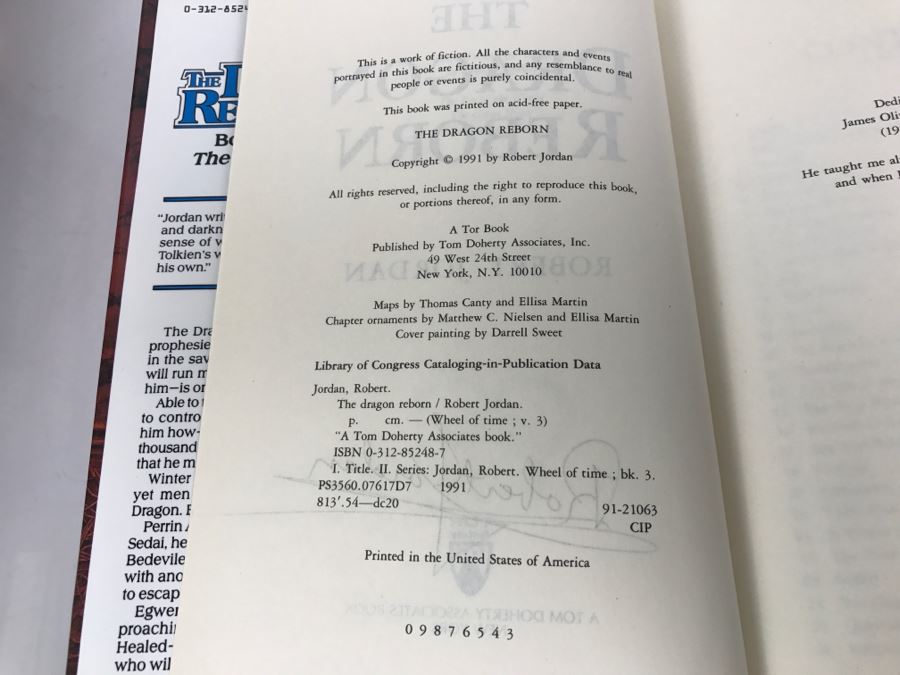 0-312-852
THE
RE
The
"Jordan wri
and darkn
sense of w
Tolkien's
his own."
The Dra
prophesie
in the sav
will run
him—is or
Able to
to contro
him how-
thousand
that he m
Winter
yet men
Dragon.
Perrin
Sedai, he
Bedevile
with and
to escap
Egwer
proachi
Healed-
who wil
This is a work of fiction. All the characters and events
portrayed in this book are fictitious, and any resemblance to real
people or events is purely coincidental.
This book was printed on acid-free paper.
THE DRAGON REBORN
Copyright © 1991 by Robert Jordan
All rights reserved, including the right to reproduce this book,
or portions thereof, in any form.
A Tor Book
Published by Tom Doherty Associates, Inc.
49 West 24th Street
New York, N.Y. 10010
Maps by Thomas Canty and Ellisa Martin
Chapter ornaments by Matthew C. Nielsen and Ellisa Martin
Cover painting by Darrell Sweet
Library of Congress Cataloging-in-Publication Data
Jordan, Robert.
The dragon reborn / Robert Jordan.
p. cm. — (Wheel of time ; v. 3)
"A Tom Doherty Associates book."
ISBN 0-312-85248-7
I. Title. II. Series: Jordan, Robert. Wheel of time ; bk. 3.
PS3560.O7617D7 1991
813'.54—dc20 91-21063
CIP
Printed in the United States of America
0 9 8 7 6 5 4 3
Dedi
James Oli
(19
He taught me al
and when